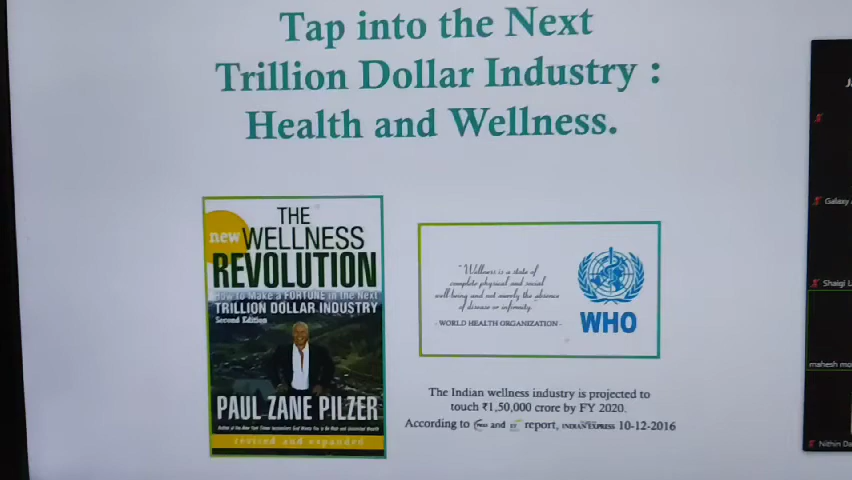 Tap into the Next
Trillion Dollar Industry :
Health and Wellness.
THE
new WELLNESS
REVOLUTION
How to Make a FORTUNE in the Next
TRILLION DOLLAR INDUSTRY
Second Edition
PAUL ZANE PILZER
revised and expanded
"Wellness is a state of
complete physical and social
well-being and not merely the absence
of disease or infirmity."
- WORLD HEALTH ORGANIZATION -
WHO
The Indian wellness industry is projected to
touch ₹1,50,000 crore by FY 2020.
According to and report, INDIAN EXPRESS 10-12-2016
Galaxy
Shaigi L
mahesh mo
Nithin Da